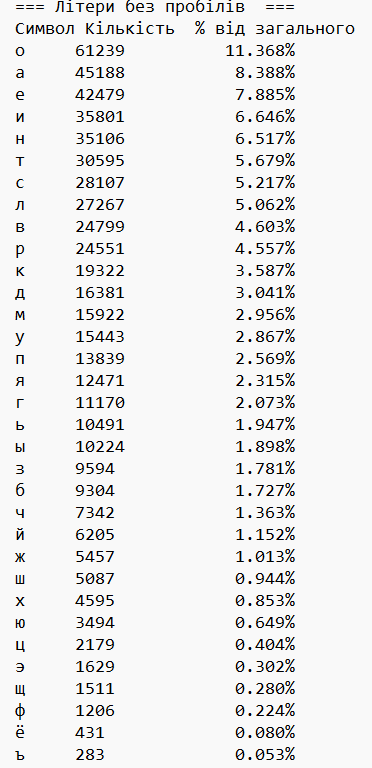 === Літери без пробілів ===
Символ Кількість % від загального
о 61239 11.368%
а 45188 8.388%
е 42479 7.885%
и 35801 6.646%
н 35106 6.517%
т 30595 5.679%
с 28107 5.217%
л 27267 5.062%
в 24799 4.603%
р 24551 4.557%
к 19322 3.587%
д 16381 3.041%
м 15922 2.956%
у 15443 2.867%
п 13839 2.569%
я 12471 2.315%
г 11170 2.073%
ь 10491 1.947%
ы 10224 1.898%
з 9594 1.781%
б 9304 1.727%
ч 7342 1.363%
й 6205 1.152%
ж 5457 1.013%
ш 5087 0.944%
х 4595 0.853%
ю 3494 0.649%
ц 2179 0.404%
э 1629 0.302%
щ 1511 0.280%
ф 1206 0.224%
ё 431 0.080%
ъ 283 0.053%